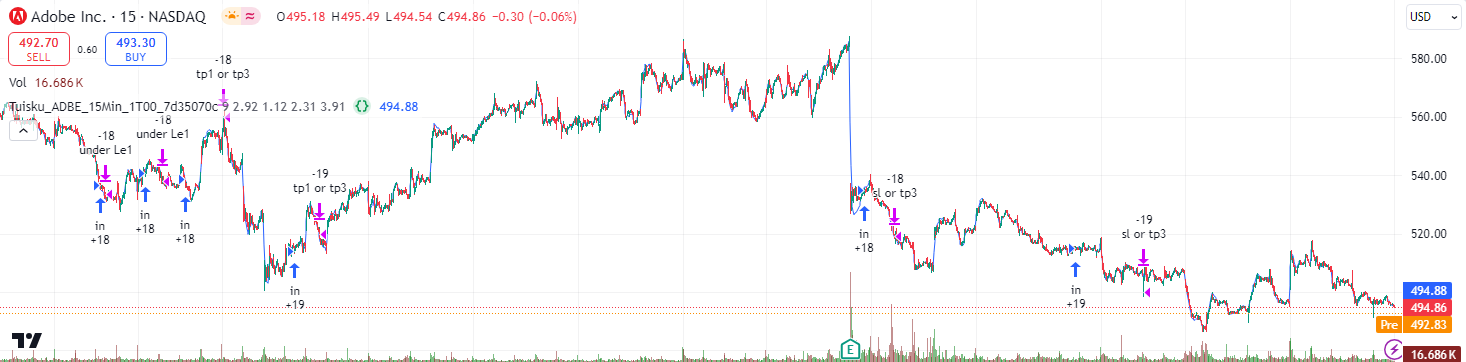 Adobe Inc. · 15 · NASDAQ
O495.18 H495.49 L494.54 C494.86 −0.30 (−0.06%)
USD
492.70
SELL
0.60
493.30
BUY
Vol 16.686 K
Tuisku_ADBE_15Min_1T00_7d35070c 9 2.92 1.12 2.31 3.91 494.88
-18
tp1 or tp3
-18
under Le1
-18
under Le1
in
+18
in
+18
in
+18
-19
tp1 or tp3
in
+19
-18
sl or tp3
in
+18
-19
sl or tp3
in
+19
E
580.00
560.00
540.00
520.00
494.88
494.86
Pre 492.83
16.686 K